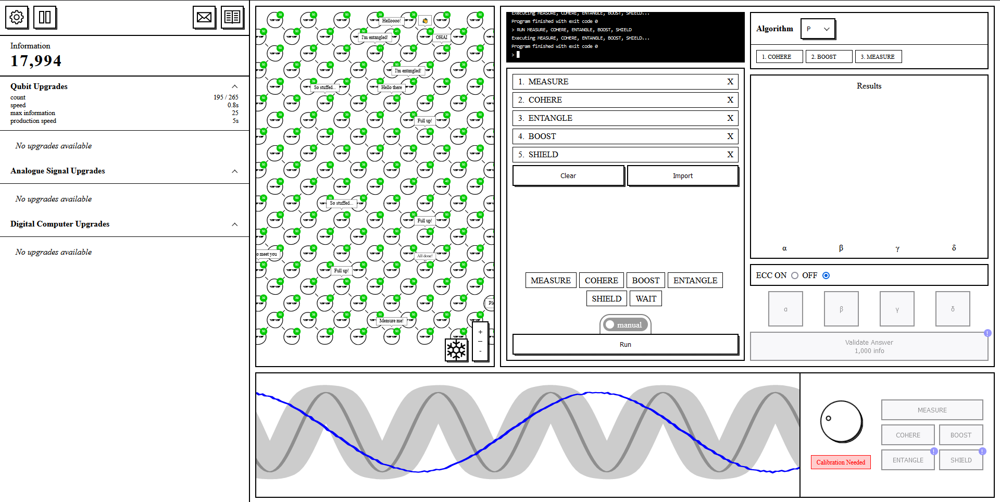 Information
17,994
Qubit Upgrades
count 195 / 265
speed 0.8s
max information 25
production speed 5s
No upgrades available
Analogue Signal Upgrades
No upgrades available
Digital Computer Upgrades
No upgrades available
Helloooo!
I'm entangled!
OHAI
I'm entangled!
So stuffed...
Hello there
Full up!
So stuffed...
Full up!
o meet you
All done!
Full up!
Ple
Measure me!
+
-
Executing MEASURE, COHERE, ENTANGLE, BOOST, SHIELD...
Program finished with exit code 0
> RUN MEASURE, COHERE, ENTANGLE, BOOST, SHIELD
Executing MEASURE, COHERE, ENTANGLE, BOOST, SHIELD...
Program finished with exit code 0
>
1. MEASURE X
2. COHERE X
3. ENTANGLE X
4. BOOST X
5. SHIELD X
Clear Import
MEASURE COHERE BOOST ENTANGLE
SHIELD WAIT
manual
Run
Algorithm P
1. COHERE 2. BOOST 3. MEASURE
Results
α β γ δ
ECC ON OFF
α β γ δ
!
Validate Answer
1,000 info
MEASURE
COHERE BOOST
! !
ENTANGLE SHIELD
Calibration Needed